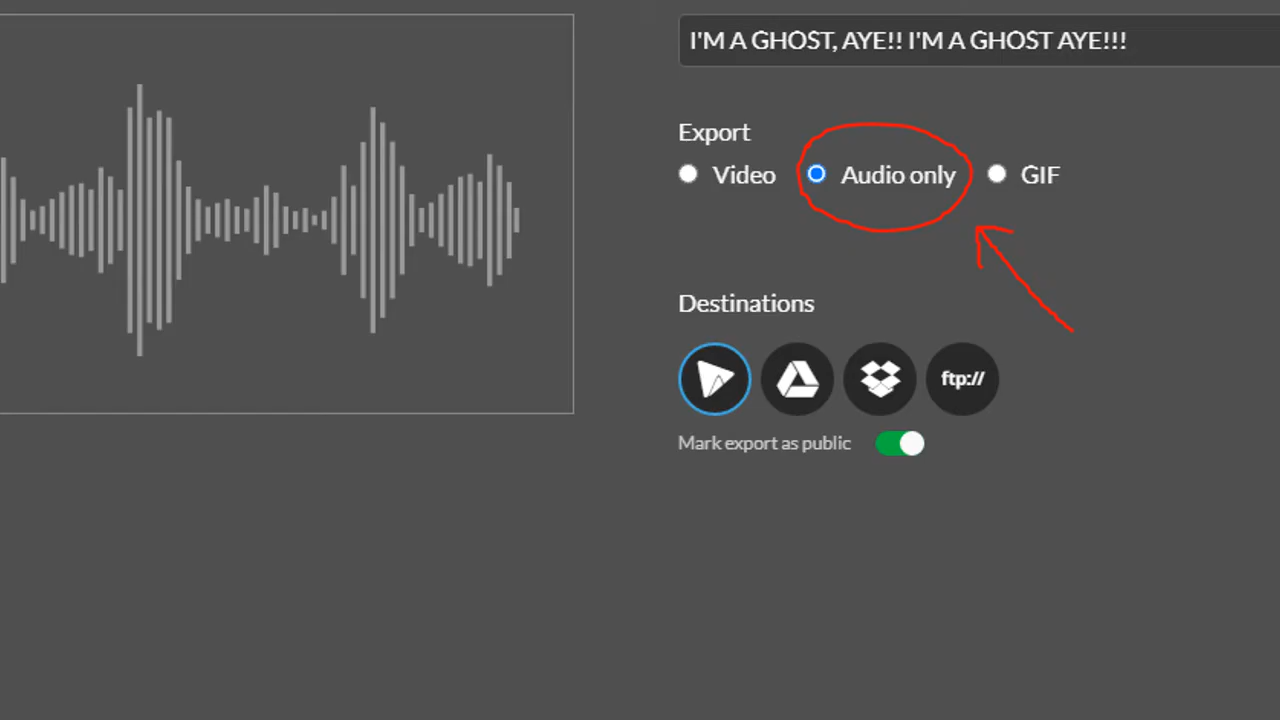 I'M A GHOST, AYE!! I'M A GHOST AYE!!!
Export
Video Audio only GIF
Destinations
ftp://
Mark export as public